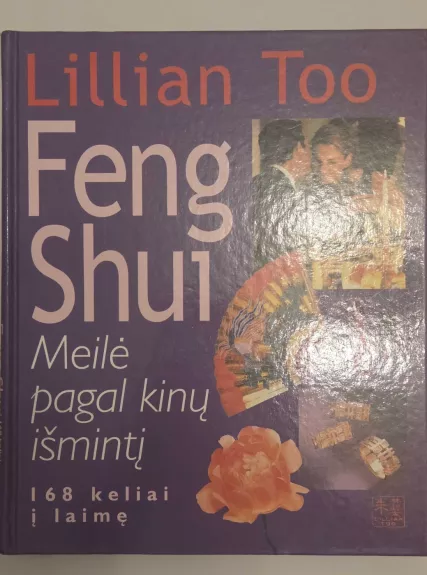 Lillian Too
Feng
Shui
Meilė
pagal kinų
išmintį
168 keliai
į laimę